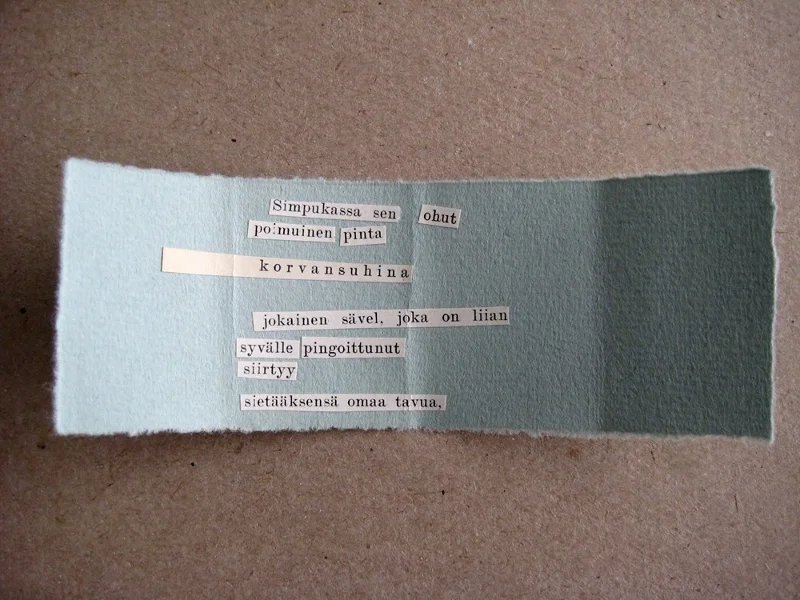 Simpukassa sen ohut
poimuinen pinta
korvansuhina
jokainen sävel, joka on liian
syvälle pingoittunut
siirtyy
sietääksensä omaa tavua,